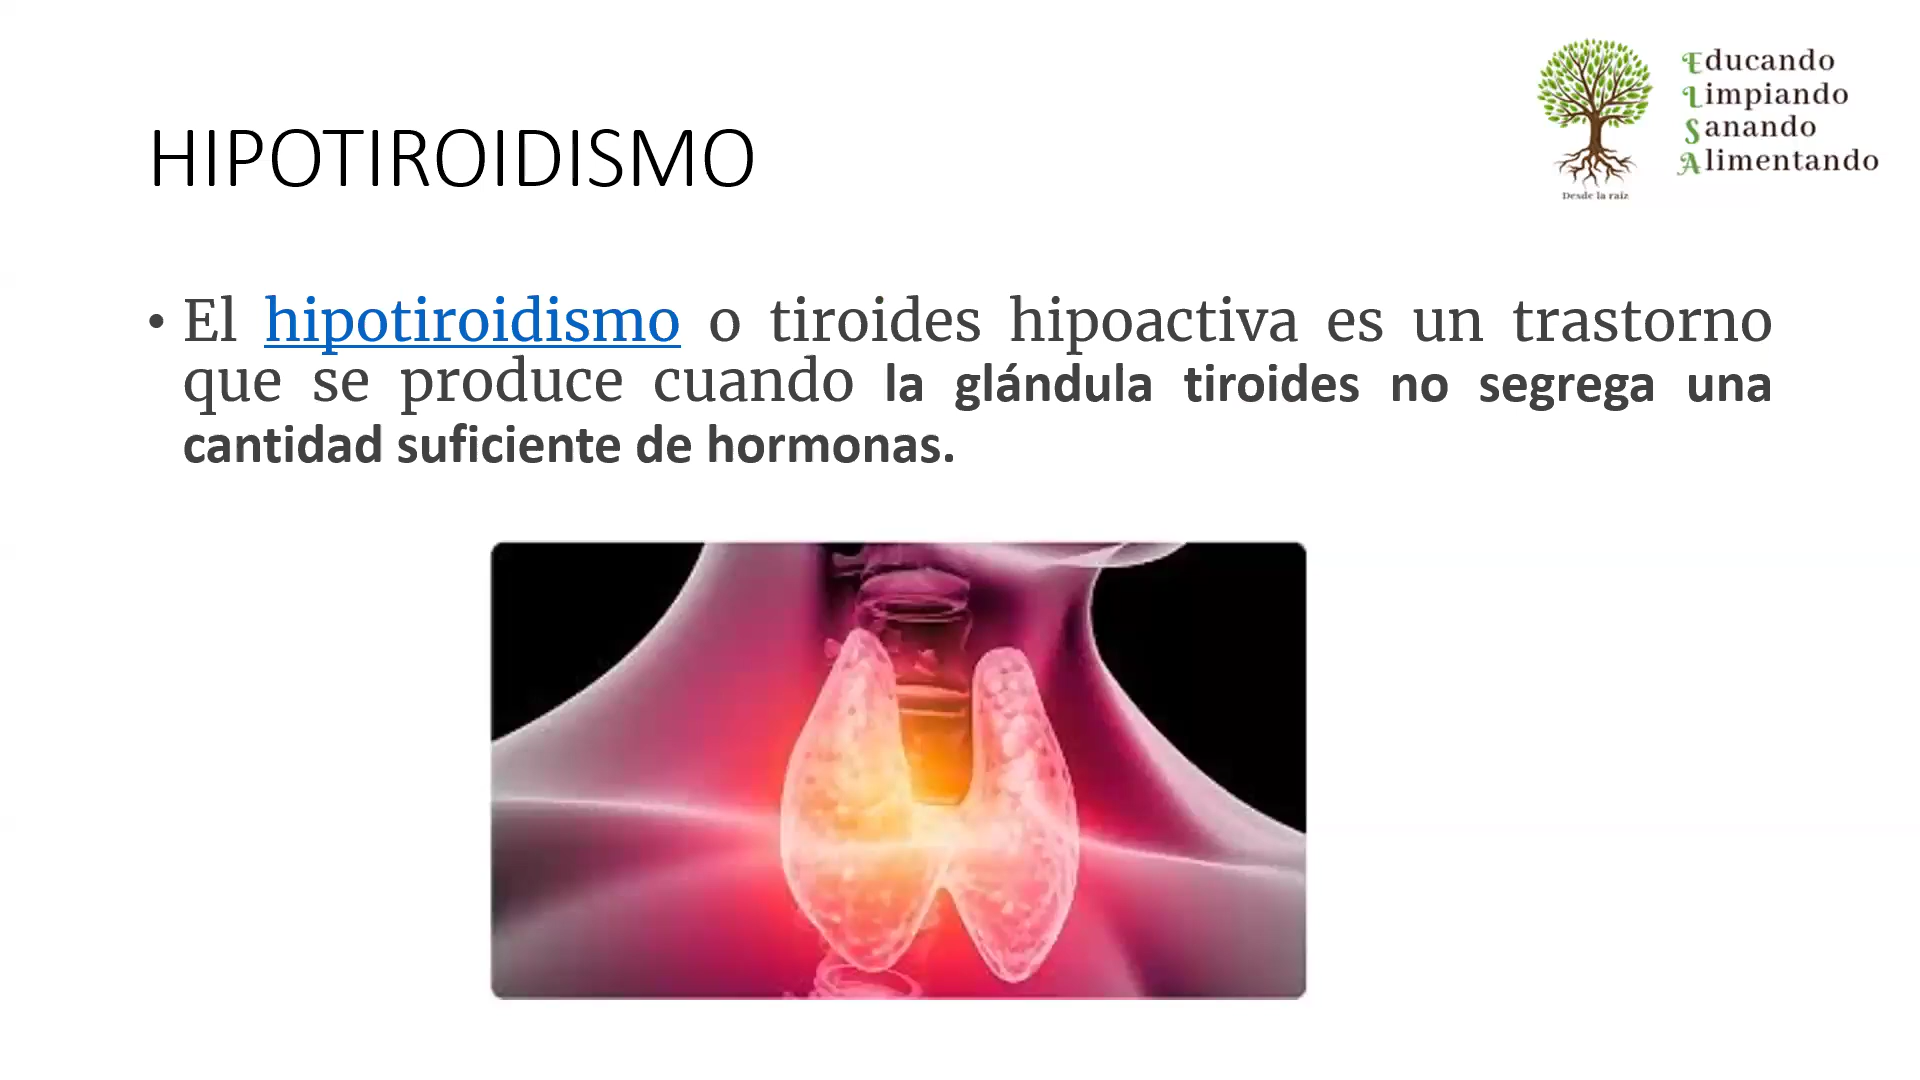 HIPOTIROIDISMO
Educando
Limpiando
Sanando
Alimentando
Desde la raíz
• El hipotiroidismo o tiroides hipoactiva es un trastorno
que se produce cuando la glándula tiroides no segrega una
cantidad suficiente de hormonas.